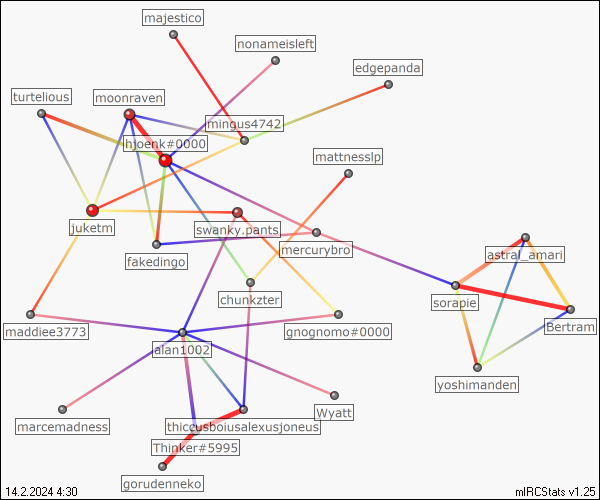 majestico
nonameisleft
edgepanda
turtelious
moonraven
mingus4742
hjoenk#0000
mattnesslp
juketm
swanky.pants
mercurybro
astral_amari
fakedingo
chunkzter
sorapie
maddiee3773
gnognomo#0000
Bertram
alan1002
yoshimanden
marcemadness
Wyatt
thiccusboiusalexusjoneus
Thinker#5995
gorudenneko
14.2.2024 4:30
mIRCStats v1.25